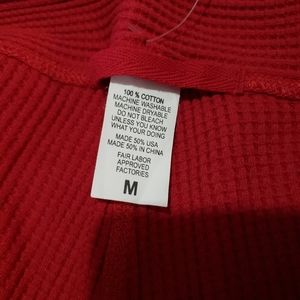 100 % COTTON
MACHINE WASHABLE
MACHINE DRYABLE
DO NOT BLEACH
UNLESS YOU KNOW
WHAT YOUR DOING
MADE 50% USA
MADE 50% IN CHINA
FAIR LABOR
APPROVED
FACTORIES
M